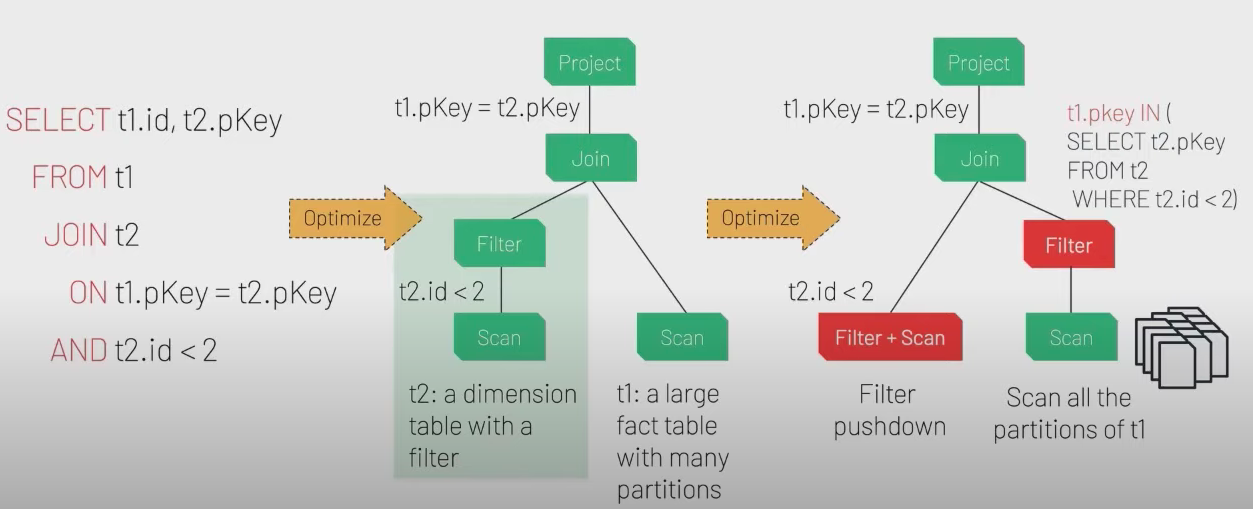 SELECT t1.id, t2.pKey
FROM t1
JOIN t2
ON t1.pKey = t2.pKey
AND t2.id < 2
Optimize
Project
t1.pKey = t2.pKey
Join
Filter
t2.id < 2
Scan
Scan
t2: a dimension
table with a
filter
t1: a large
fact table
with many
partitions
Optimize
Project
t1.pKey = t2.pKey
Join
t1.pkey IN (
SELECT t2.pKey
FROM t2
WHERE t2.id < 2)
Filter
t2.id < 2
Filter + Scan
Scan
Filter
pushdown
Scan all the
partitions of t1